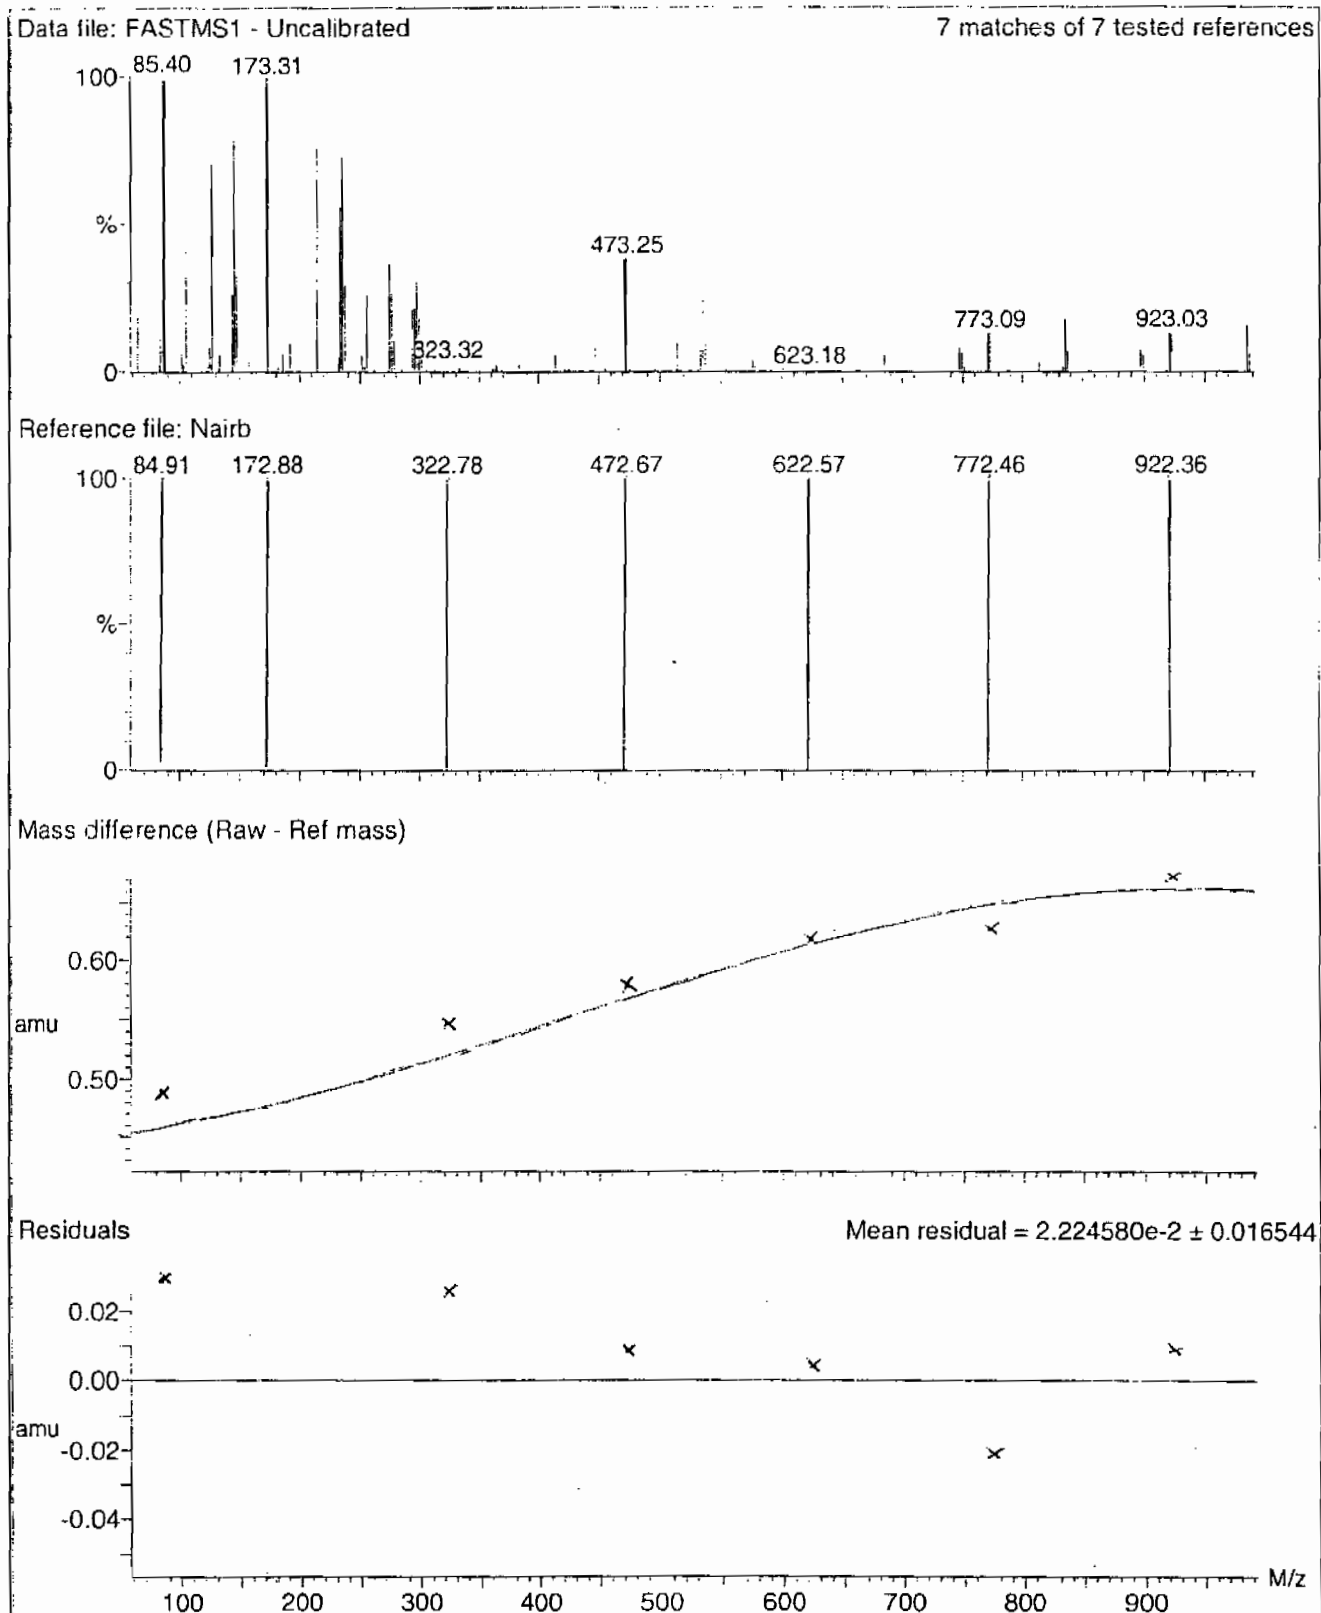 Data file: FASTMS1 - Uncalibrated 7 matches of 7 tested references
85.40 173.31
100
%
473.25
773.09 923.03
323.32 623.18
0
Reference file: Nairb
84.91 172.88 322.78 472.67 622.57 772.46 922.36
100
%
0
Mass difference (Raw - Ref mass)
0.60
amu
0.50
Residuals Mean residual = 2.224580e-2 ± 0.016544
0.02
0.00
amu
-0.02
-0.04
M/z
100 200 300 400 500 600 700 800 900